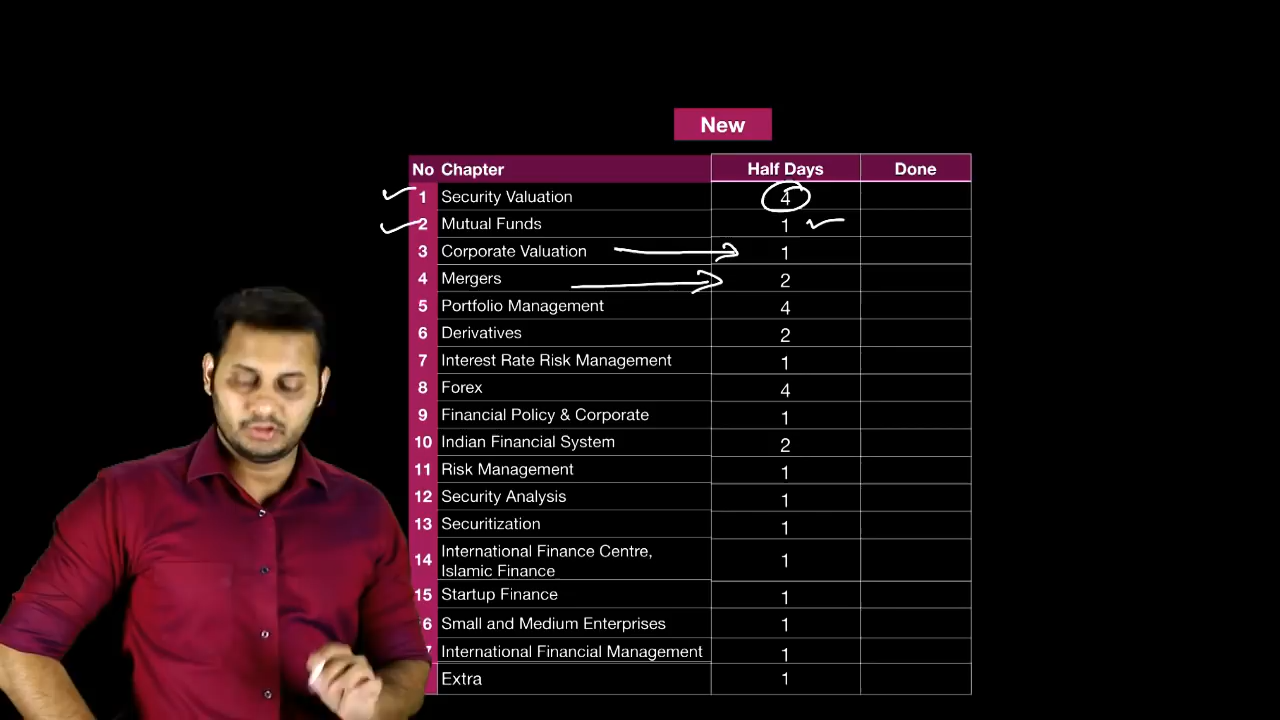 New
No Chapter Half Days Done
1 Security Valuation 4
2 Mutual Funds 1
3 Corporate Valuation 1
4 Mergers 2
5 Portfolio Management 4
6 Derivatives 2
7 Interest Rate Risk Management 1
8 Forex 4
9 Financial Policy & Corporate 1
10 Indian Financial System 2
11 Risk Management 1
12 Security Analysis 1
13 Securitization 1
14 International Finance Centre, 1
Islamic Finance
15 Startup Finance 1
6 Small and Medium Enterprises 1
International Financial Management 1
Extra 1